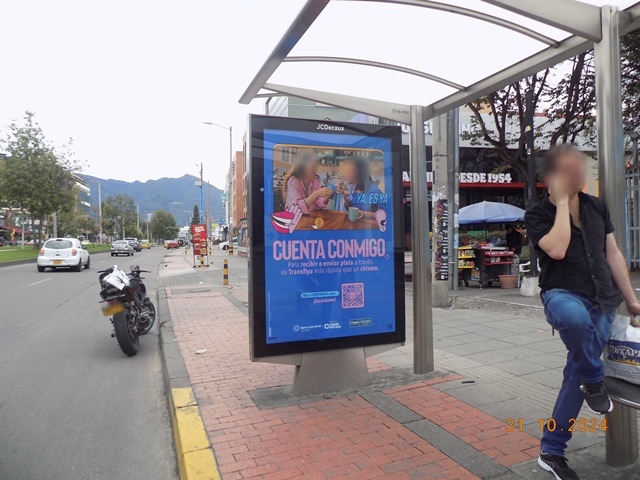 JCDecaux
YA ES YA
CUENTA CONMIGO
Para recibir o enviar plata a través
de Transfiya más rápido que un chisme.
¡Escanéame!
DESDE 1954
31 10 2024